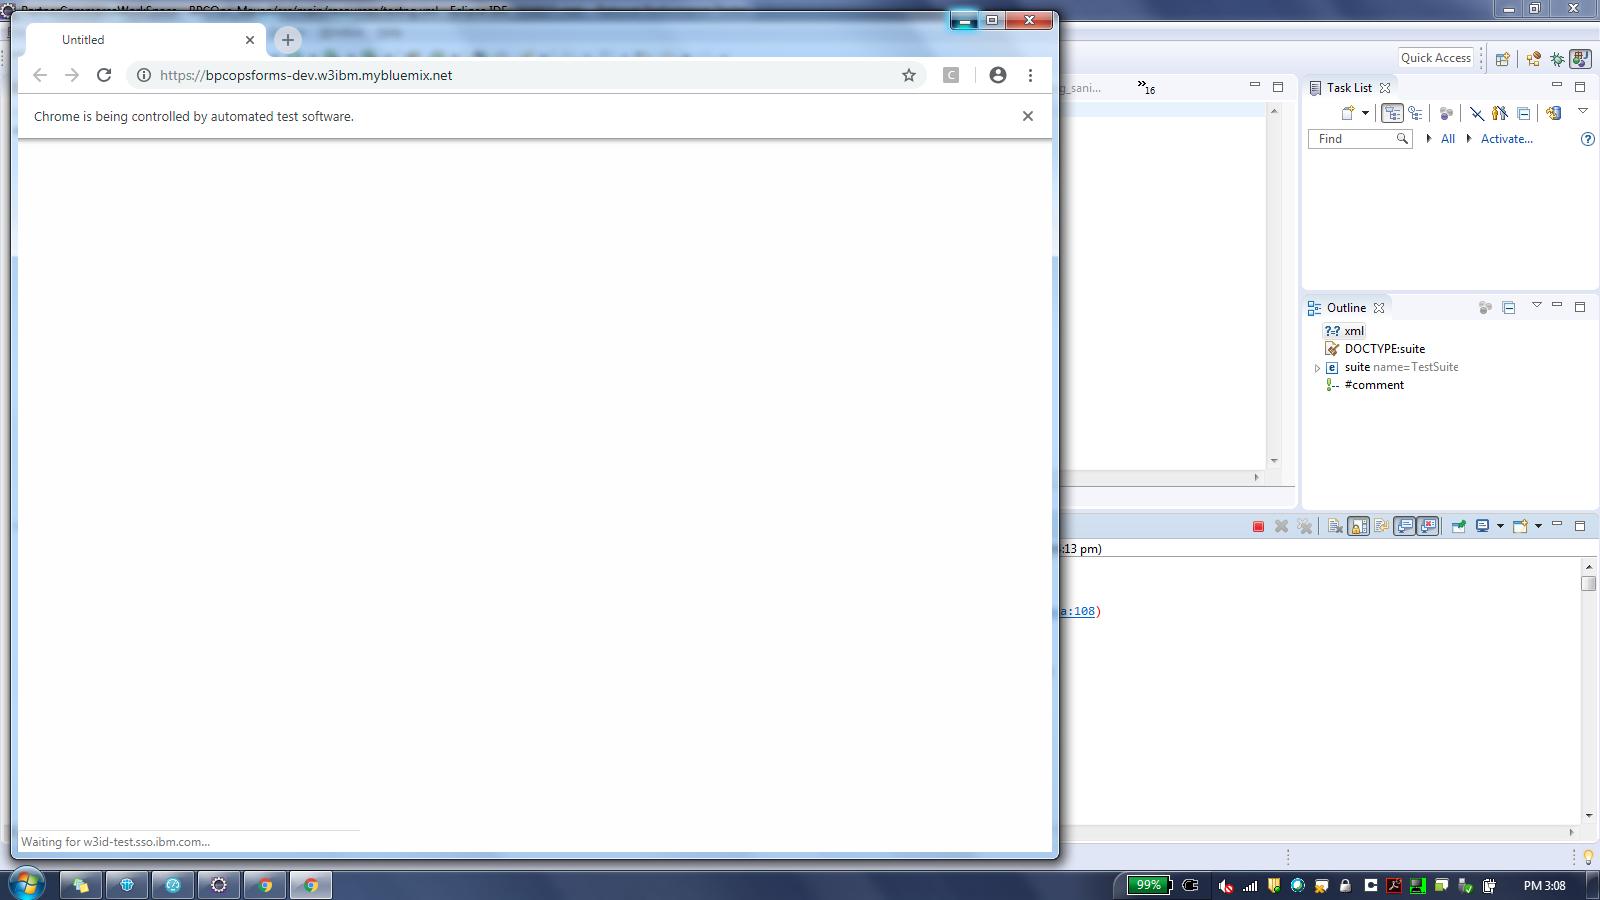 Untitled
https://bpcopsforms-dev.w3ibm.mybluemix.net
C
Chrome is being controlled by automated test software.
Quick Access
g_sani...
»16
Task List
Find
All
Activate...
Outline
?=? xml
DOCTYPE:suite
e suite name=TestSuite
#comment
:13 pm)
a:108)
Waiting for w3id-test.sso.ibm.com...
99%
PM 3:08